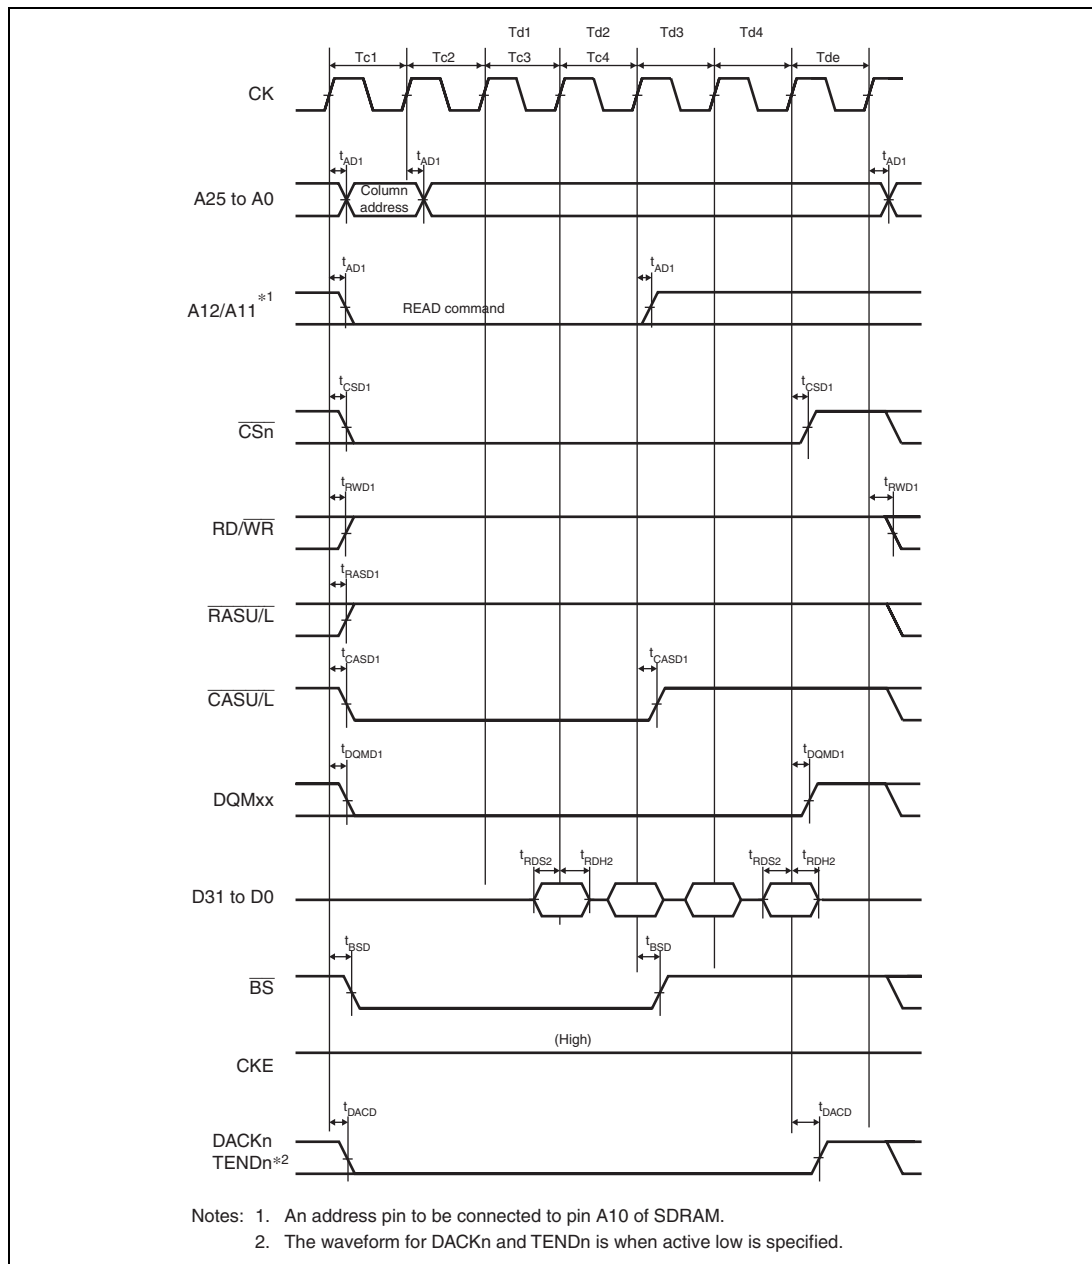 Td1 Td2 Td3 Td4
Tc1 Tc2 Tc3 Tc4 Tde
CK
tAD1 tAD1 tAD1
A25 to A0
Column
address
tAD1 tAD1
A12/A11*1
READ command
tCSD1 tCSD1
CSn
tRWD1 tRWD1
RD/WR
tRASD1
RASU/L
tCASD1 tCASD1
CASU/L
tDQMD1 tDQMD1
DQMxx
tRDS2 tRDH2 tRDS2 tRDH2
D31 to D0
tBSD tBSD
BS
(High)
CKE
tDACD tDACD
DACKn
TENDn*2
Notes: 1. An address pin to be connected to pin A10 of SDRAM.
2. The waveform for DACKn and TENDn is when active low is specified.